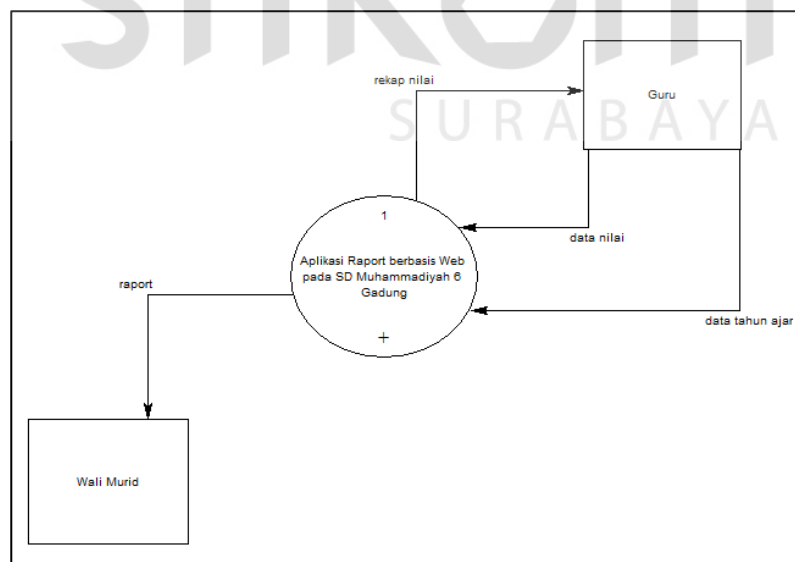 SURABAYA
rekap nilai
Guru
1
data nilai
Aplikasi Raport berbasis Web
pada SD Muhammadiyah 6
Gadung
raport
data tahun ajar
+
Wali Murid